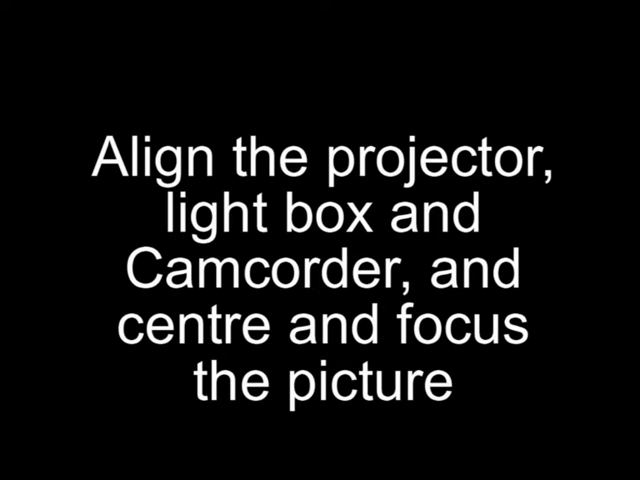 Align the projector,
light box and
Camcorder, and
centre and focus
the picture